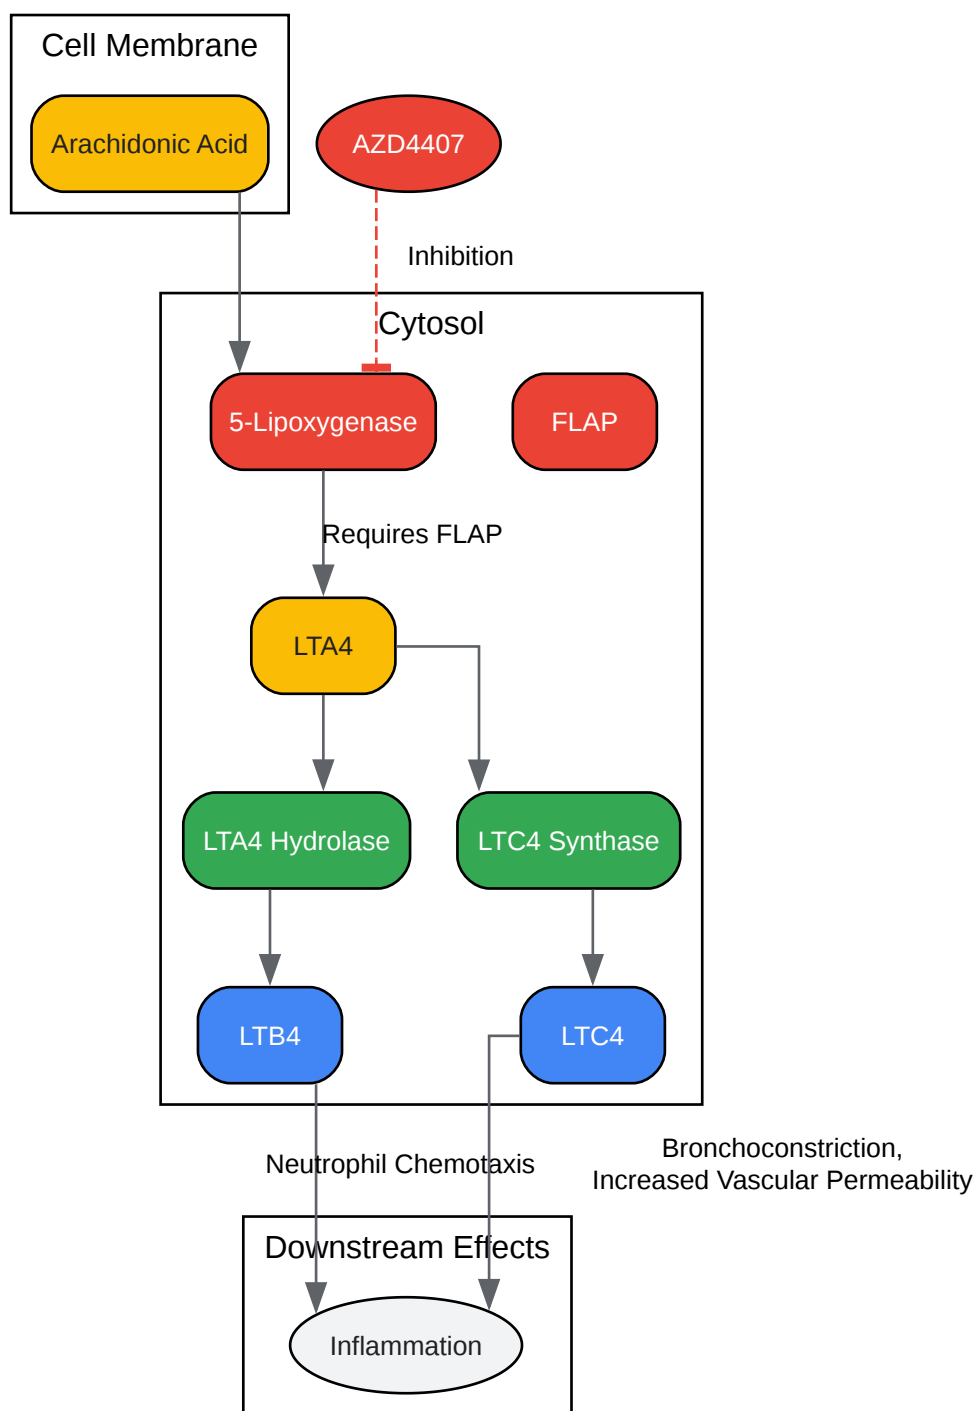 Cell Membrane
Arachidonic Acid
AZD4407
Inhibition
Cytosol
5-Lipoxygenase
FLAP
Requires FLAP
LTA4
LTA4 Hydrolase
LTC4 Synthase
LTB4
LTC4
Neutrophil Chemotaxis
Bronchoconstriction,
Increased Vascular Permeability
Downstream Effects
Inflammation